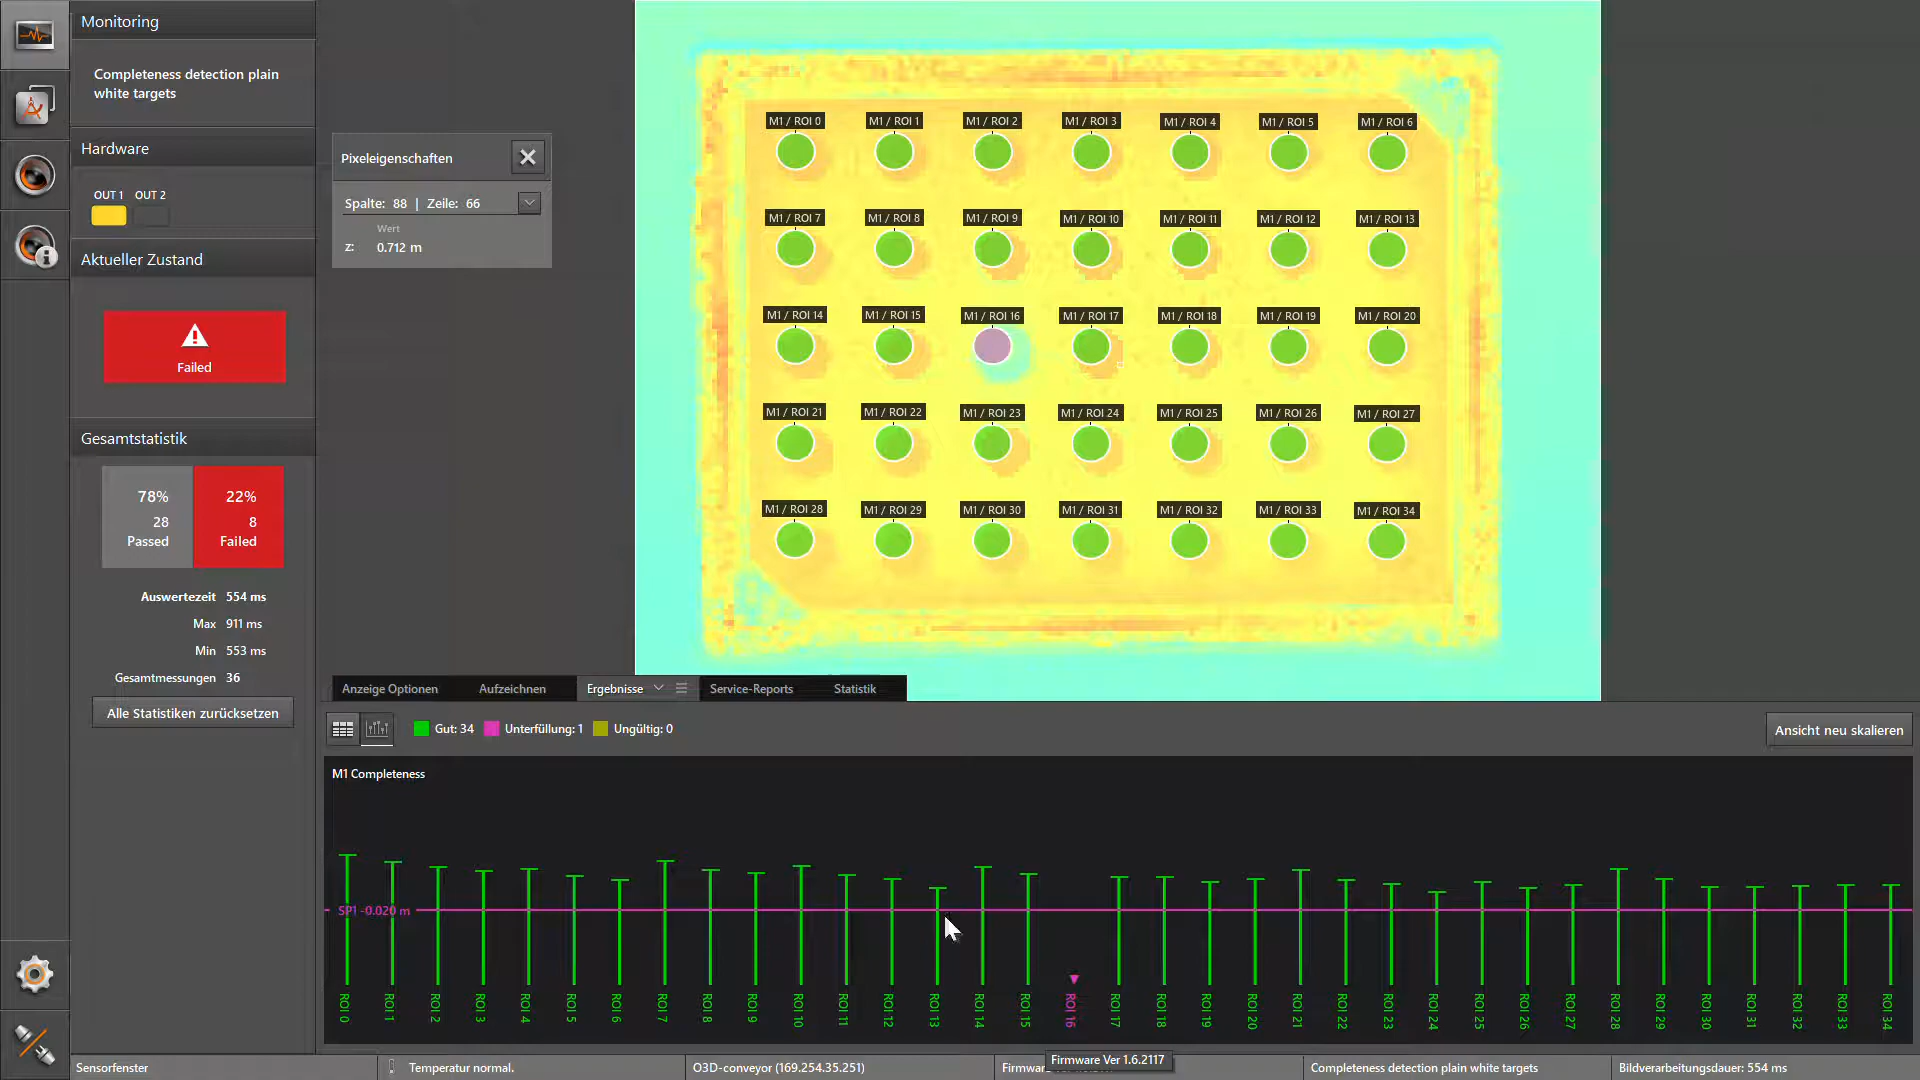 Monitoring
Completeness detection plain
white targets
Hardware
OUT 1 OUT 2
Aktueller Zustand
Failed
Gesamtstatistik
78% 22%
28 8
Passed Failed
Auswertezeit 554 ms
Max 911 ms
Min 553 ms
Gesamtmessungen 36
Alle Statistiken zurücksetzen
Pixeleigenschaften
Spalte: 88 | Zeile: 66
Wert
z: 0.712 m
M1 / ROI 0 M1 / ROI 1 M1 / ROI 2 M1 / ROI 3 M1 / ROI 4 M1 / ROI 5 M1 / ROI 6
M1 / ROI 7 M1 / ROI 8 M1 / ROI 9 M1 / ROI 10 M1 / ROI 11 M1 / ROI 12 M1 / ROI 13
M1 / ROI 14 M1 / ROI 15 M1 / ROI 16 M1 / ROI 17 M1 / ROI 18 M1 / ROI 19 M1 / ROI 20
M1 / ROI 21 M1 / ROI 22 M1 / ROI 23 M1 / ROI 24 M1 / ROI 25 M1 / ROI 26 M1 / ROI 27
M1 / ROI 28 M1 / ROI 29 M1 / ROI 30 M1 / ROI 31 M1 / ROI 32 M1 / ROI 33 M1 / ROI 34
Anzeige Optionen Aufzeichnen Ergebnisse Service-Reports Statistik
Gut: 34 Unterfüllung: 1 Ungültig: 0
Ansicht neu skalieren
M1 Completeness
SP1 -0.020 m
ROI 0 ROI 1 ROI 2 ROI 3 ROI 4 ROI 5 ROI 6 ROI 7 ROI 8 ROI 9 ROI 10 ROI 11 ROI 12 ROI 13 ROI 14 ROI 15 ROI 16 ROI 17 ROI 18 ROI 19 ROI 20 ROI 21 ROI 22 ROI 23 ROI 24 ROI 25 ROI 26 ROI 27 ROI 28 ROI 29 ROI 30 ROI 31 ROI 32 ROI 33 ROI 34
Firmware Ver 1.6.2117
Sensorfenster Temperatur normal. O3D-conveyor (169.254.35.251) Firmware Completeness detection plain white targets Bildverarbeitungsdauer: 554 ms